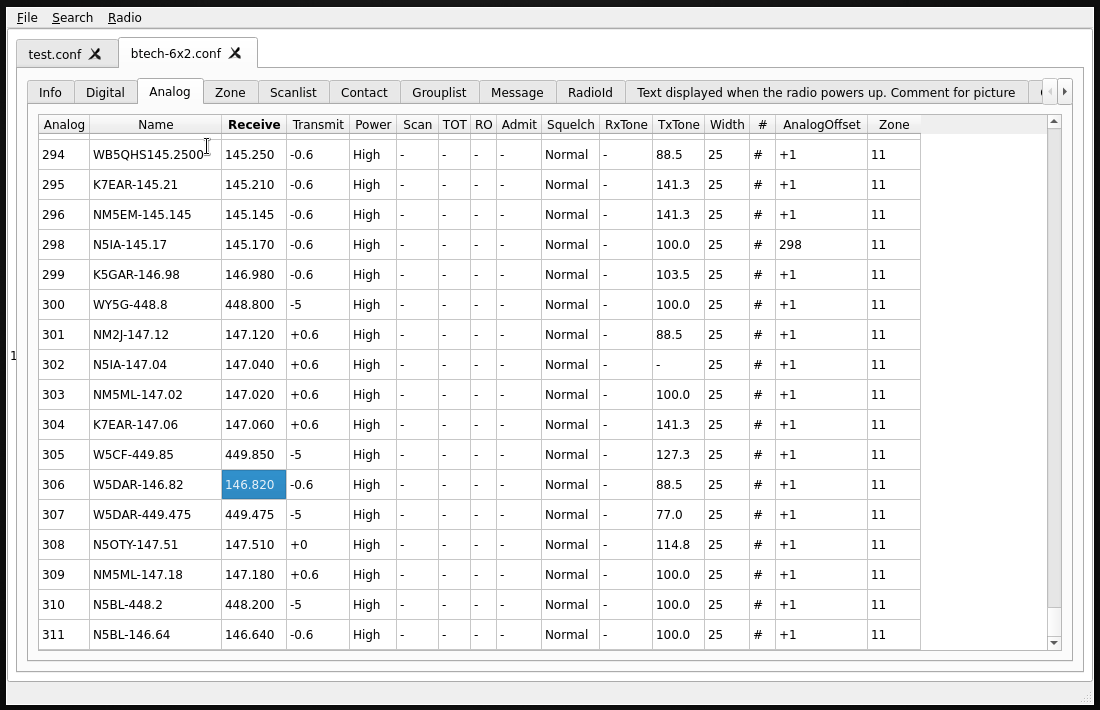 File Search Radio
test.conf btech-6x2.conf
Info Digital Analog Zone Scanlist Contact Grouplist Message RadioId Text displayed when the radio powers up. Comment for picture
Analog Name Receive Transmit Power Scan TOT RO Admit Squelch RxTone TxTone Width # AnalogOffset Zone
294 WB5QHS145.2500 145.250 -0.6 High - - - - Normal - 88.5 25 # +1 11
295 K7EAR-145.21 145.210 -0.6 High - - - - Normal - 141.3 25 # +1 11
296 NM5EM-145.145 145.145 -0.6 High - - - - Normal - 141.3 25 # +1 11
298 N5IA-145.17 145.170 -0.6 High - - - - Normal - 100.0 25 # 298 11
299 K5GAR-146.98 146.980 -0.6 High - - - - Normal - 103.5 25 # +1 11
300 WY5G-448.8 448.800 -5 High - - - - Normal - 100.0 25 # +1 11
301 NM2J-147.12 147.120 +0.6 High - - - - Normal - 88.5 25 # +1 11
1
302 N5IA-147.04 147.040 +0.6 High - - - - Normal - - 25 # +1 11
303 NM5ML-147.02 147.020 +0.6 High - - - - Normal - 100.0 25 # +1 11
304 K7EAR-147.06 147.060 +0.6 High - - - - Normal - 141.3 25 # +1 11
305 W5CF-449.85 449.850 -5 High - - - - Normal - 127.3 25 # +1 11
306 W5DAR-146.82 146.820 -0.6 High - - - - Normal - 88.5 25 # +1 11
307 W5DAR-449.475 449.475 -5 High - - - - Normal - 77.0 25 # +1 11
308 N5OTY-147.51 147.510 +0 High - - - - Normal - 114.8 25 # +1 11
309 NM5ML-147.18 147.180 +0.6 High - - - - Normal - 100.0 25 # +1 11
310 N5BL-448.2 448.200 -5 High - - - - Normal - 100.0 25 # +1 11
311 N5BL-146.64 146.640 -0.6 High - - - - Normal - 100.0 25 # +1 11